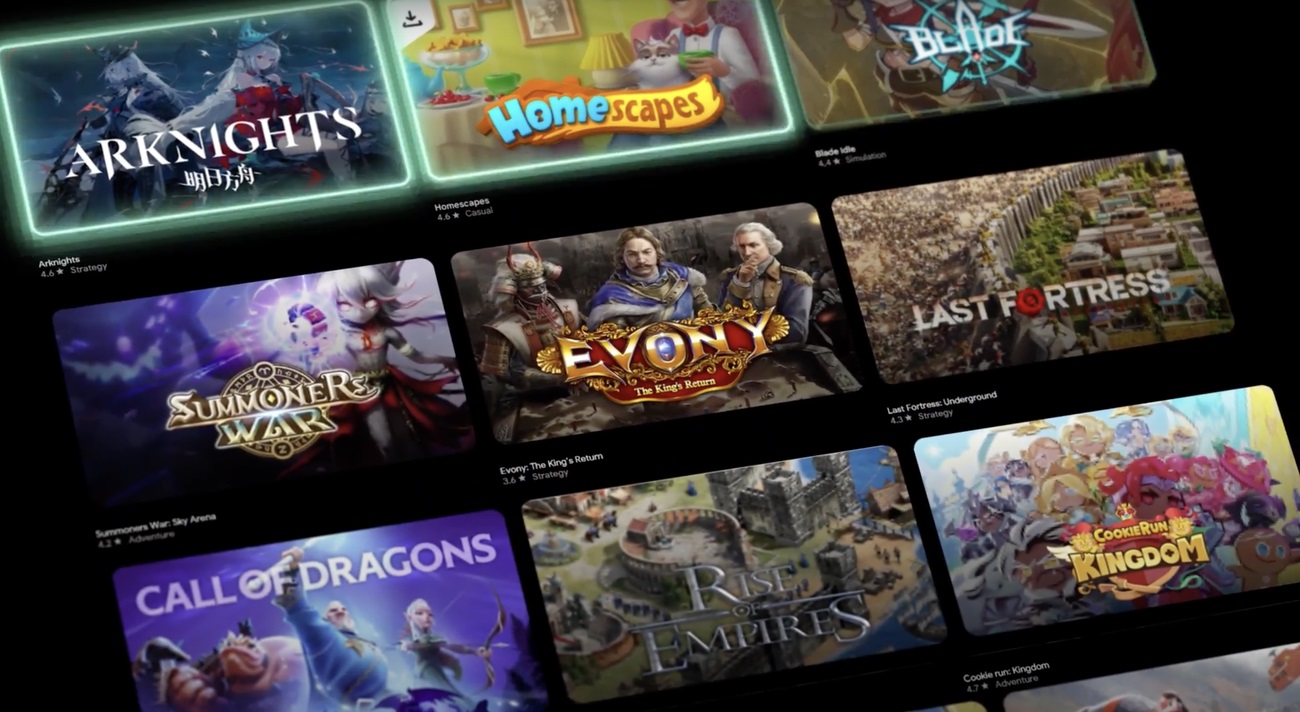 ARKNIGHTS
明日方舟
Arknights
4.6 ★ Strategy
Homescapes
Homescapes
4.6 ★ Casual
BLADE
Blade Idle
4.4 ★ Simulation
SUMMONERS
WAR
Summoners War: Sky Arena
4.2 ★ Adventure
EVONY
The King's Return
Evony: The King's Return
3.6 ★ Strategy
LAST FORTRESS
Last Fortress: Underground
4.3 ★ Strategy
CALL OF DRAGONS
RISE
OF
EMPIRES
COOKIERUN
KINGDOM
Cookie run: Kingdom
4.7 ★ Adventure